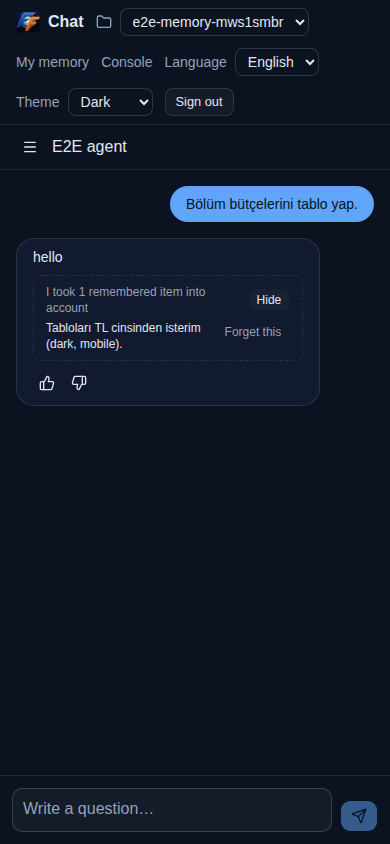 Chat e2e-memory-mws1smbr
My memory Console Language English
Theme Dark Sign out
E2E agent
Bölüm bütçelerini tablo yap.
hello
I took 1 remembered item into
account
Hide
Tabloları TL cinsinden isterim
(dark, mobile).
Forget this
Write a question…